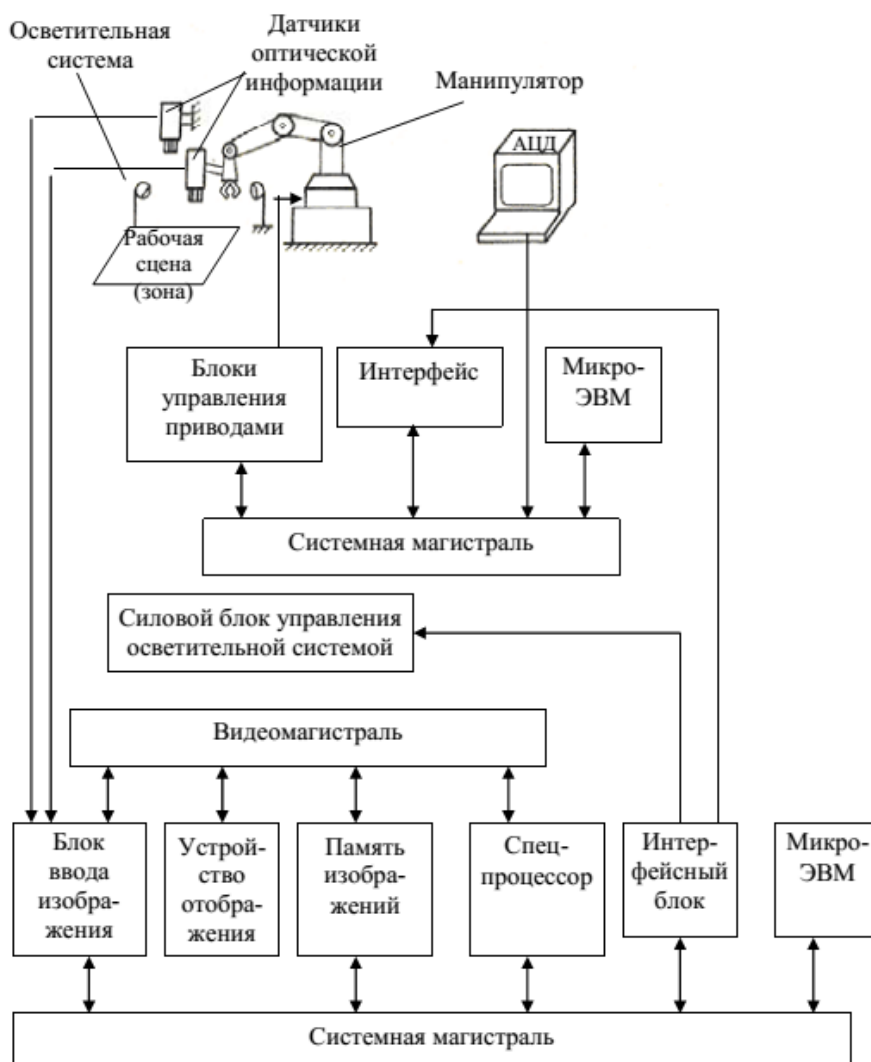 Осветительная
система
Датчики
оптической
информации
Манипулятор
АЦД
Рабочая
сцена
(зона)
Блоки
управления
приводами
Интерфейс
Микро-
ЭВМ
Системная магистраль
Силовой блок управления
осветительной системой
Видеомагистраль
Блок
ввода
изобра-
жения
Устрой-
ство
отобра-
жения
Память
изобра-
жений
Спец-
процессор
Интер-
фейсный
блок
Микро-
ЭВМ
Системная магистраль